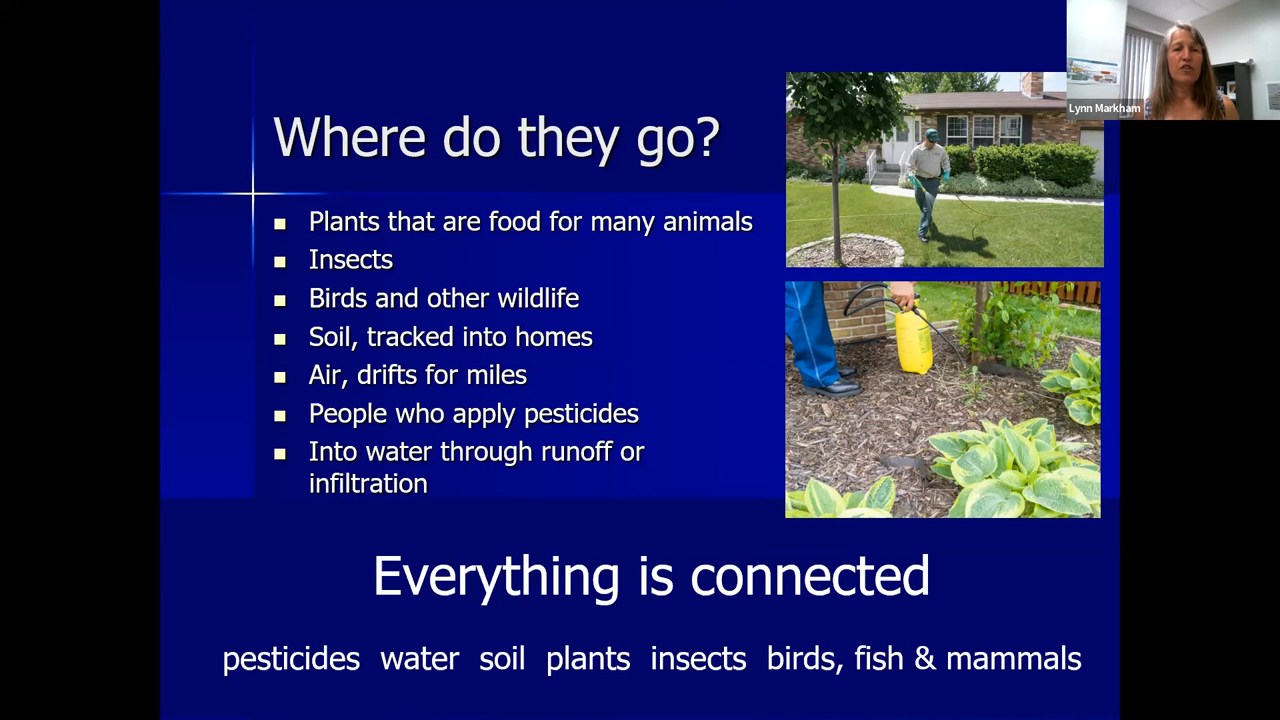 Lynn Markham
Where do they go?
Plants that are food for many animals
Insects
Birds and other wildlife
Soil, tracked into homes
Air, drifts for miles
People who apply pesticides
Into water through runoff or
infiltration
Everything is connected
pesticides water soil plants insects birds, fish & mammals